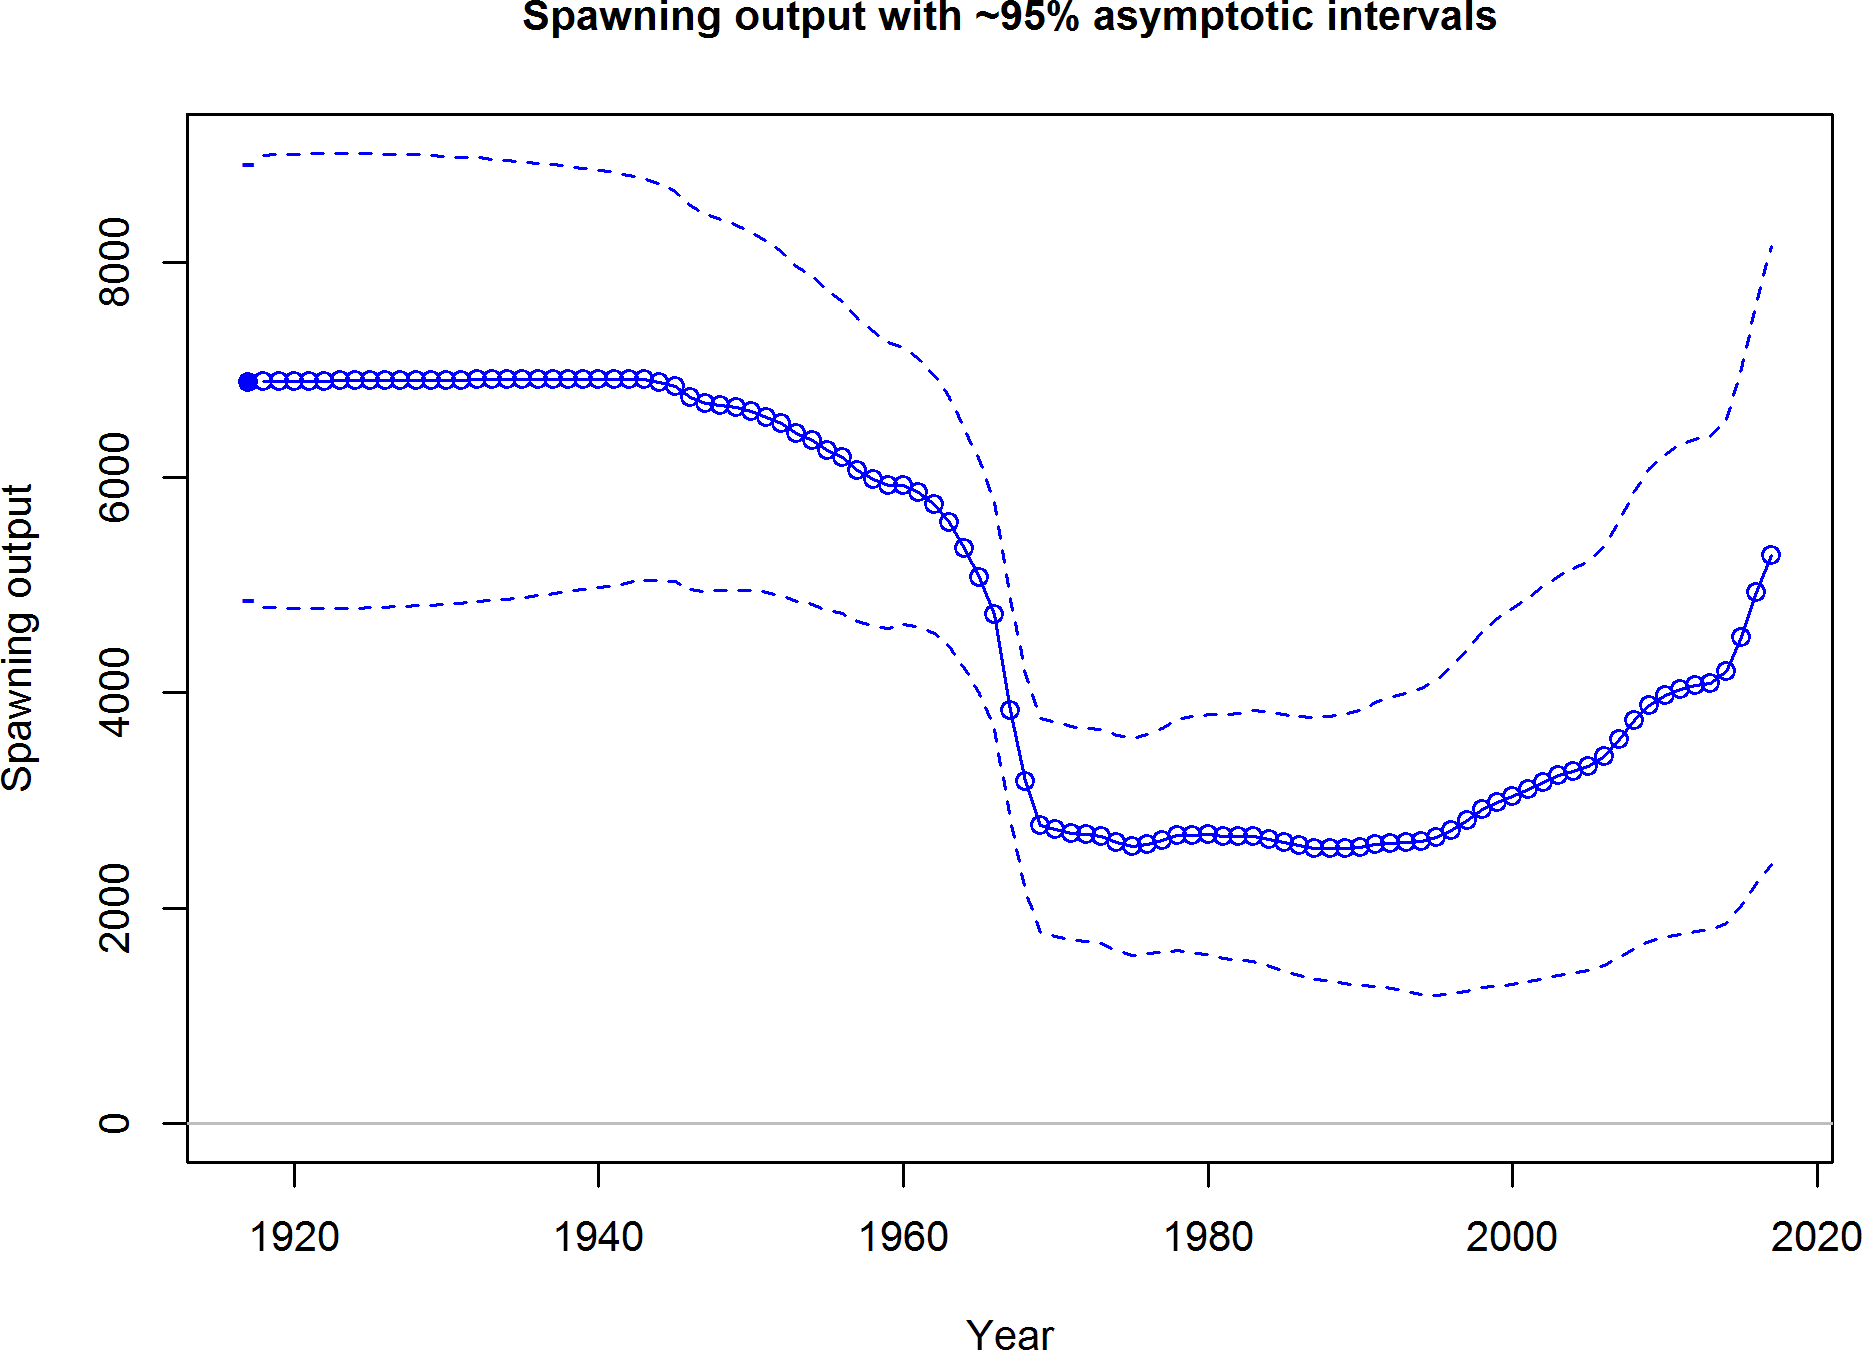 Spawning output with ~95% asymptotic intervals
Spawning output
8000
6000
4000
2000
0
1920 1940 1960 1980 2000 2020
Year